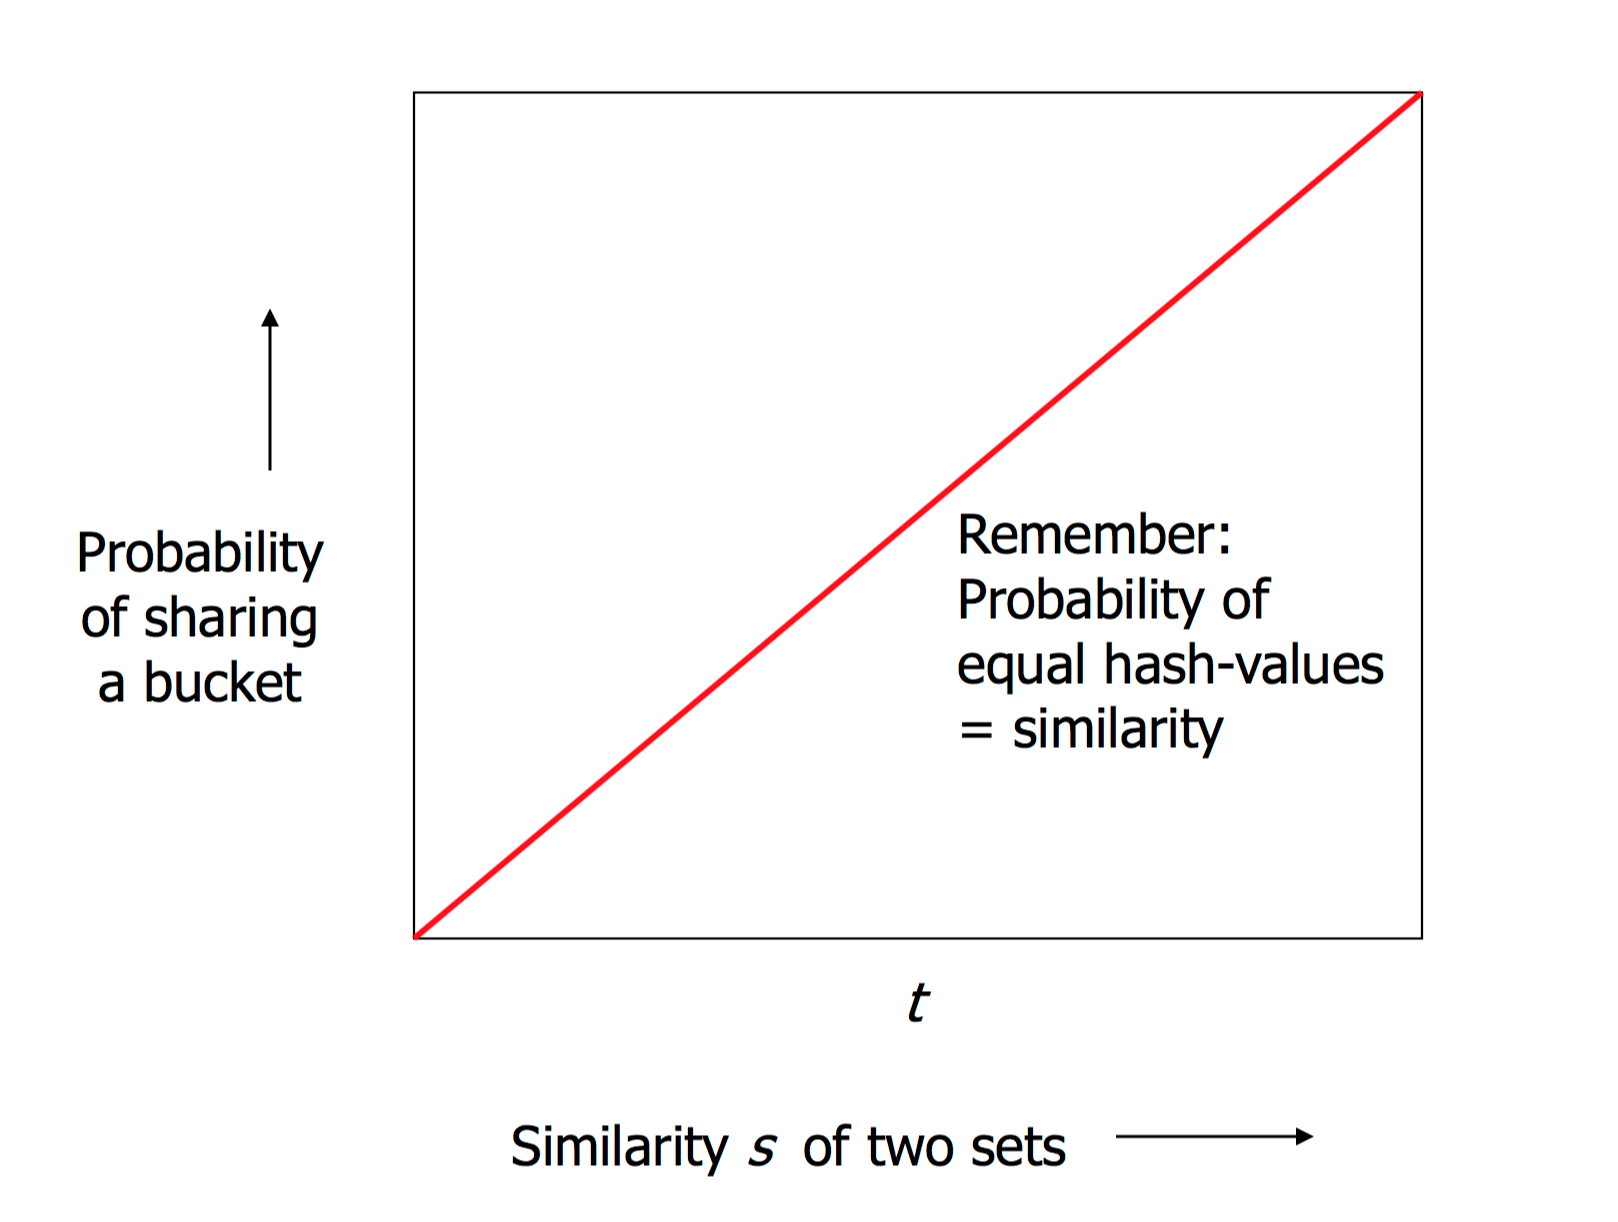 Probability
of sharing
a bucket
Remember:
Probability of
equal hash-values
= similarity
t
Similarity s of two sets